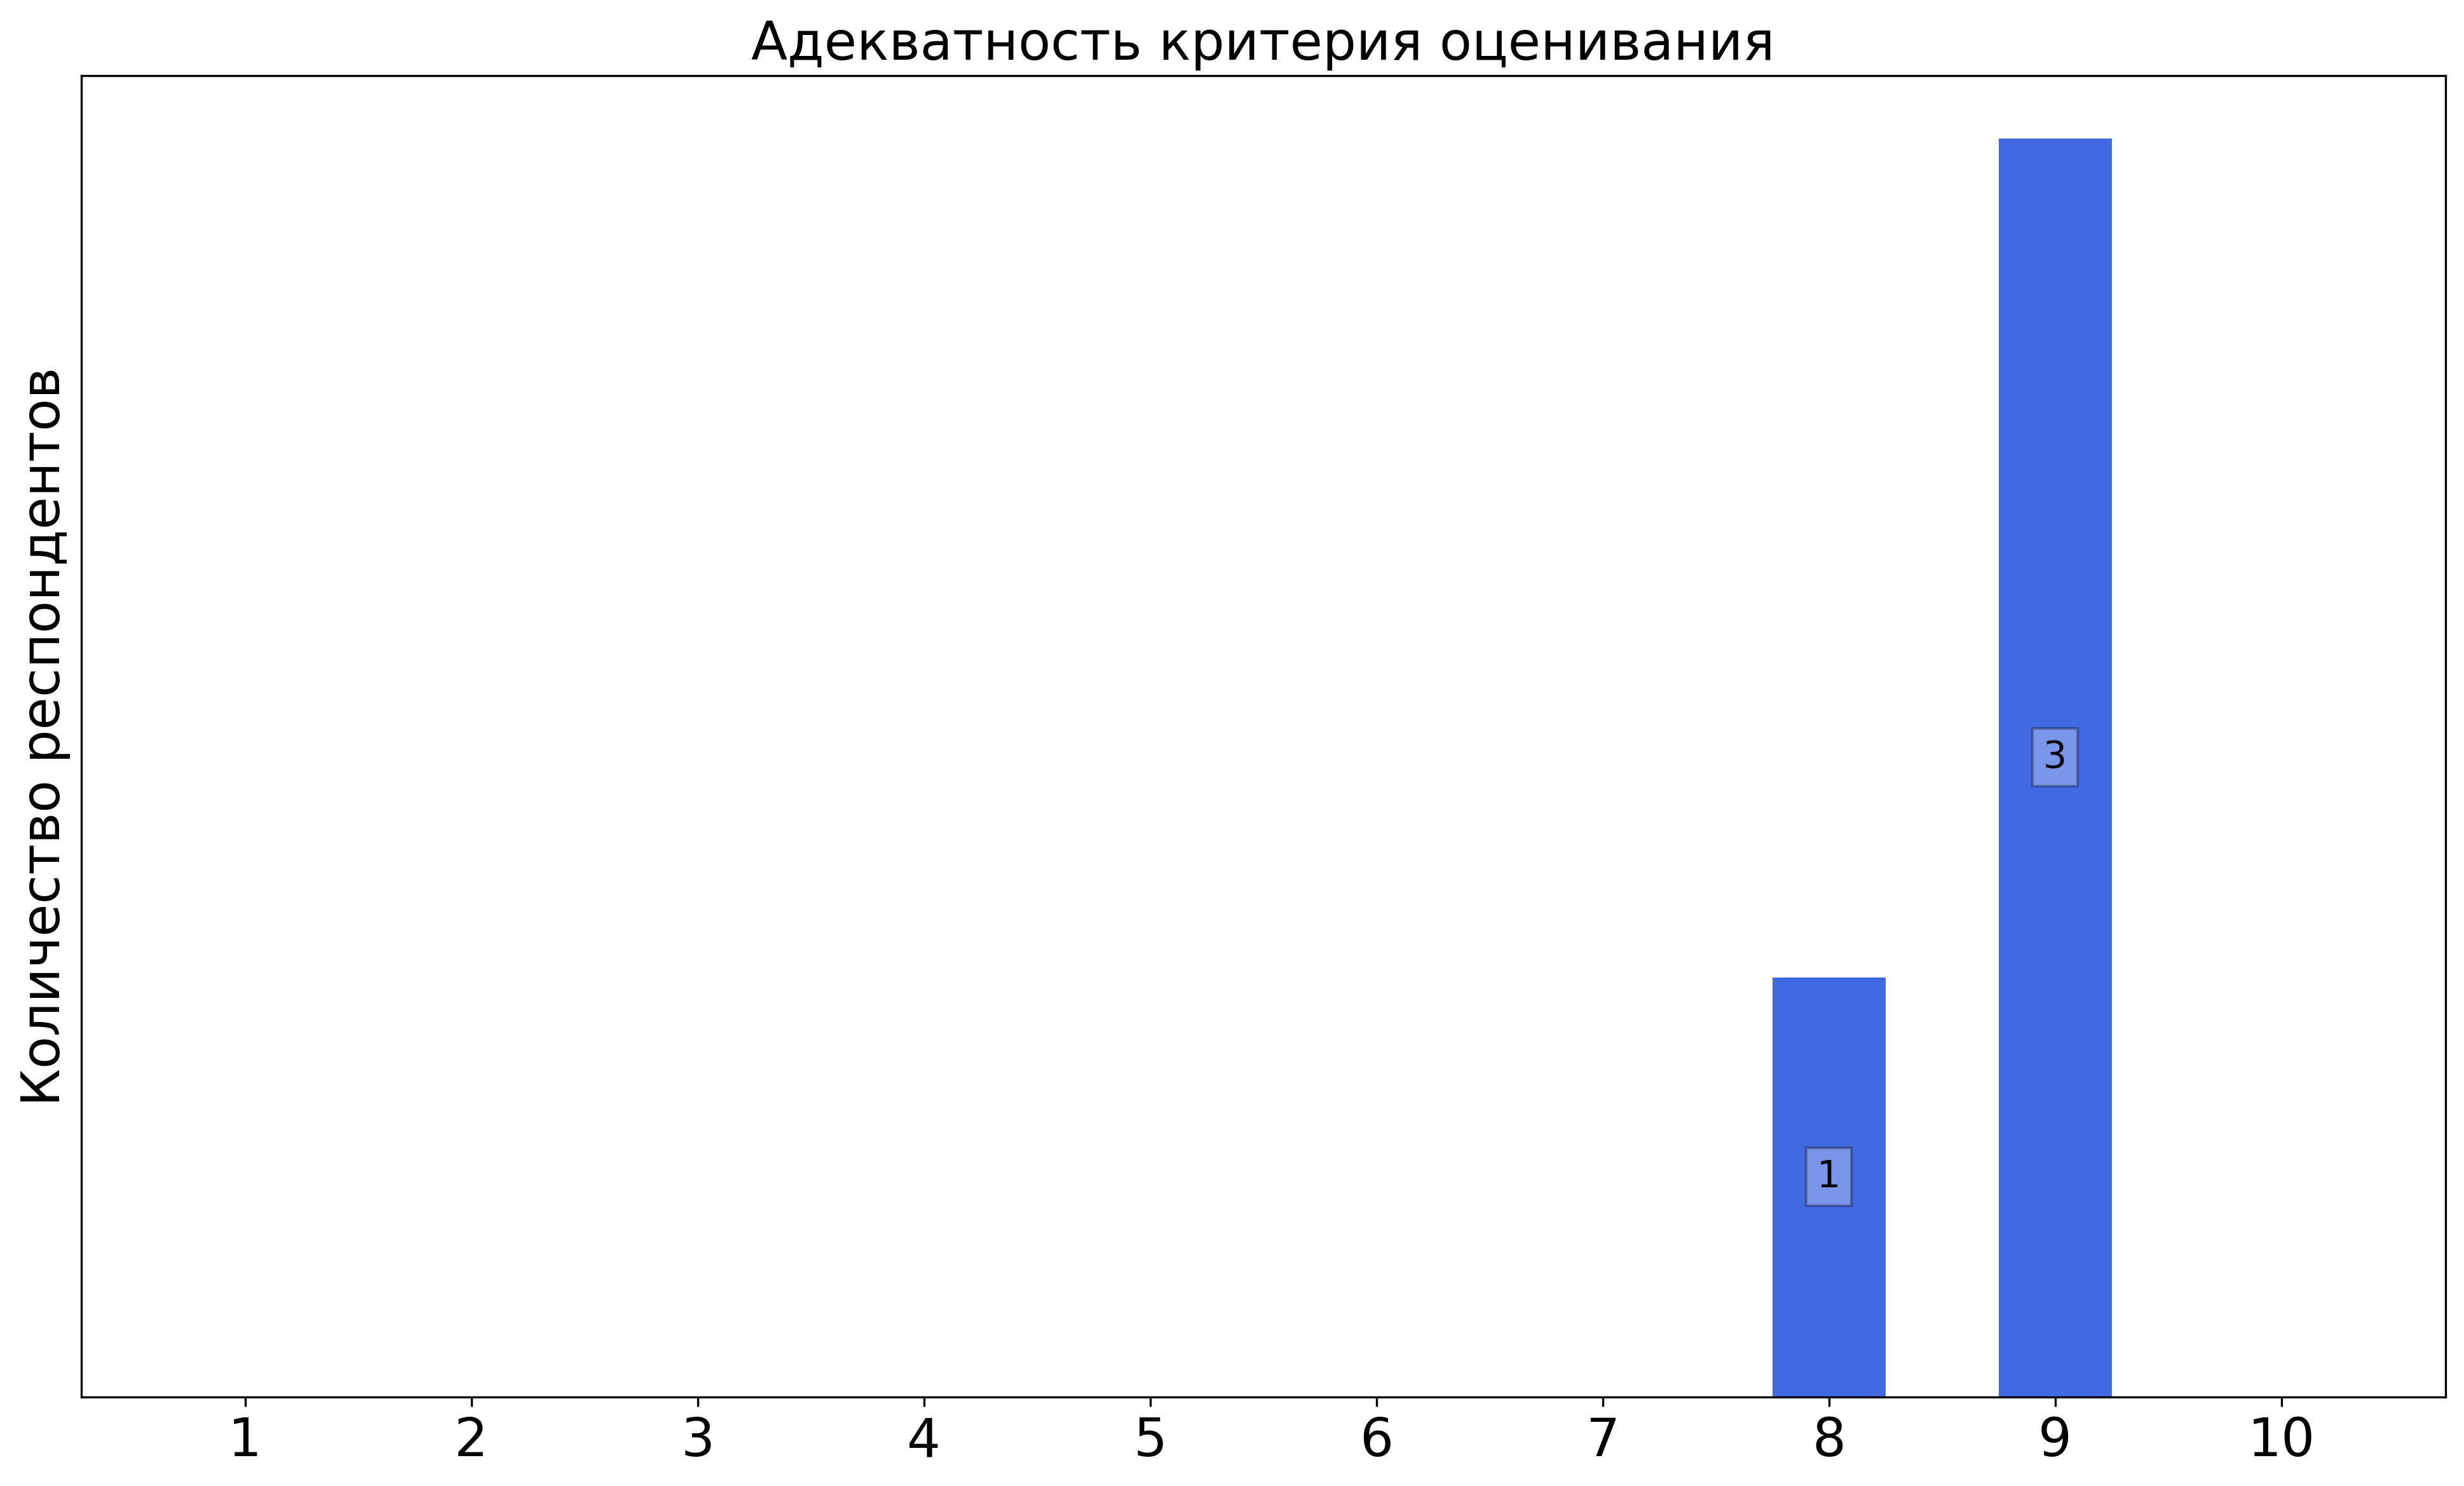 Адекватность критерия оценивания
Количество респондентов
3
1
1 2 3 4 5 6 7 8 9 10